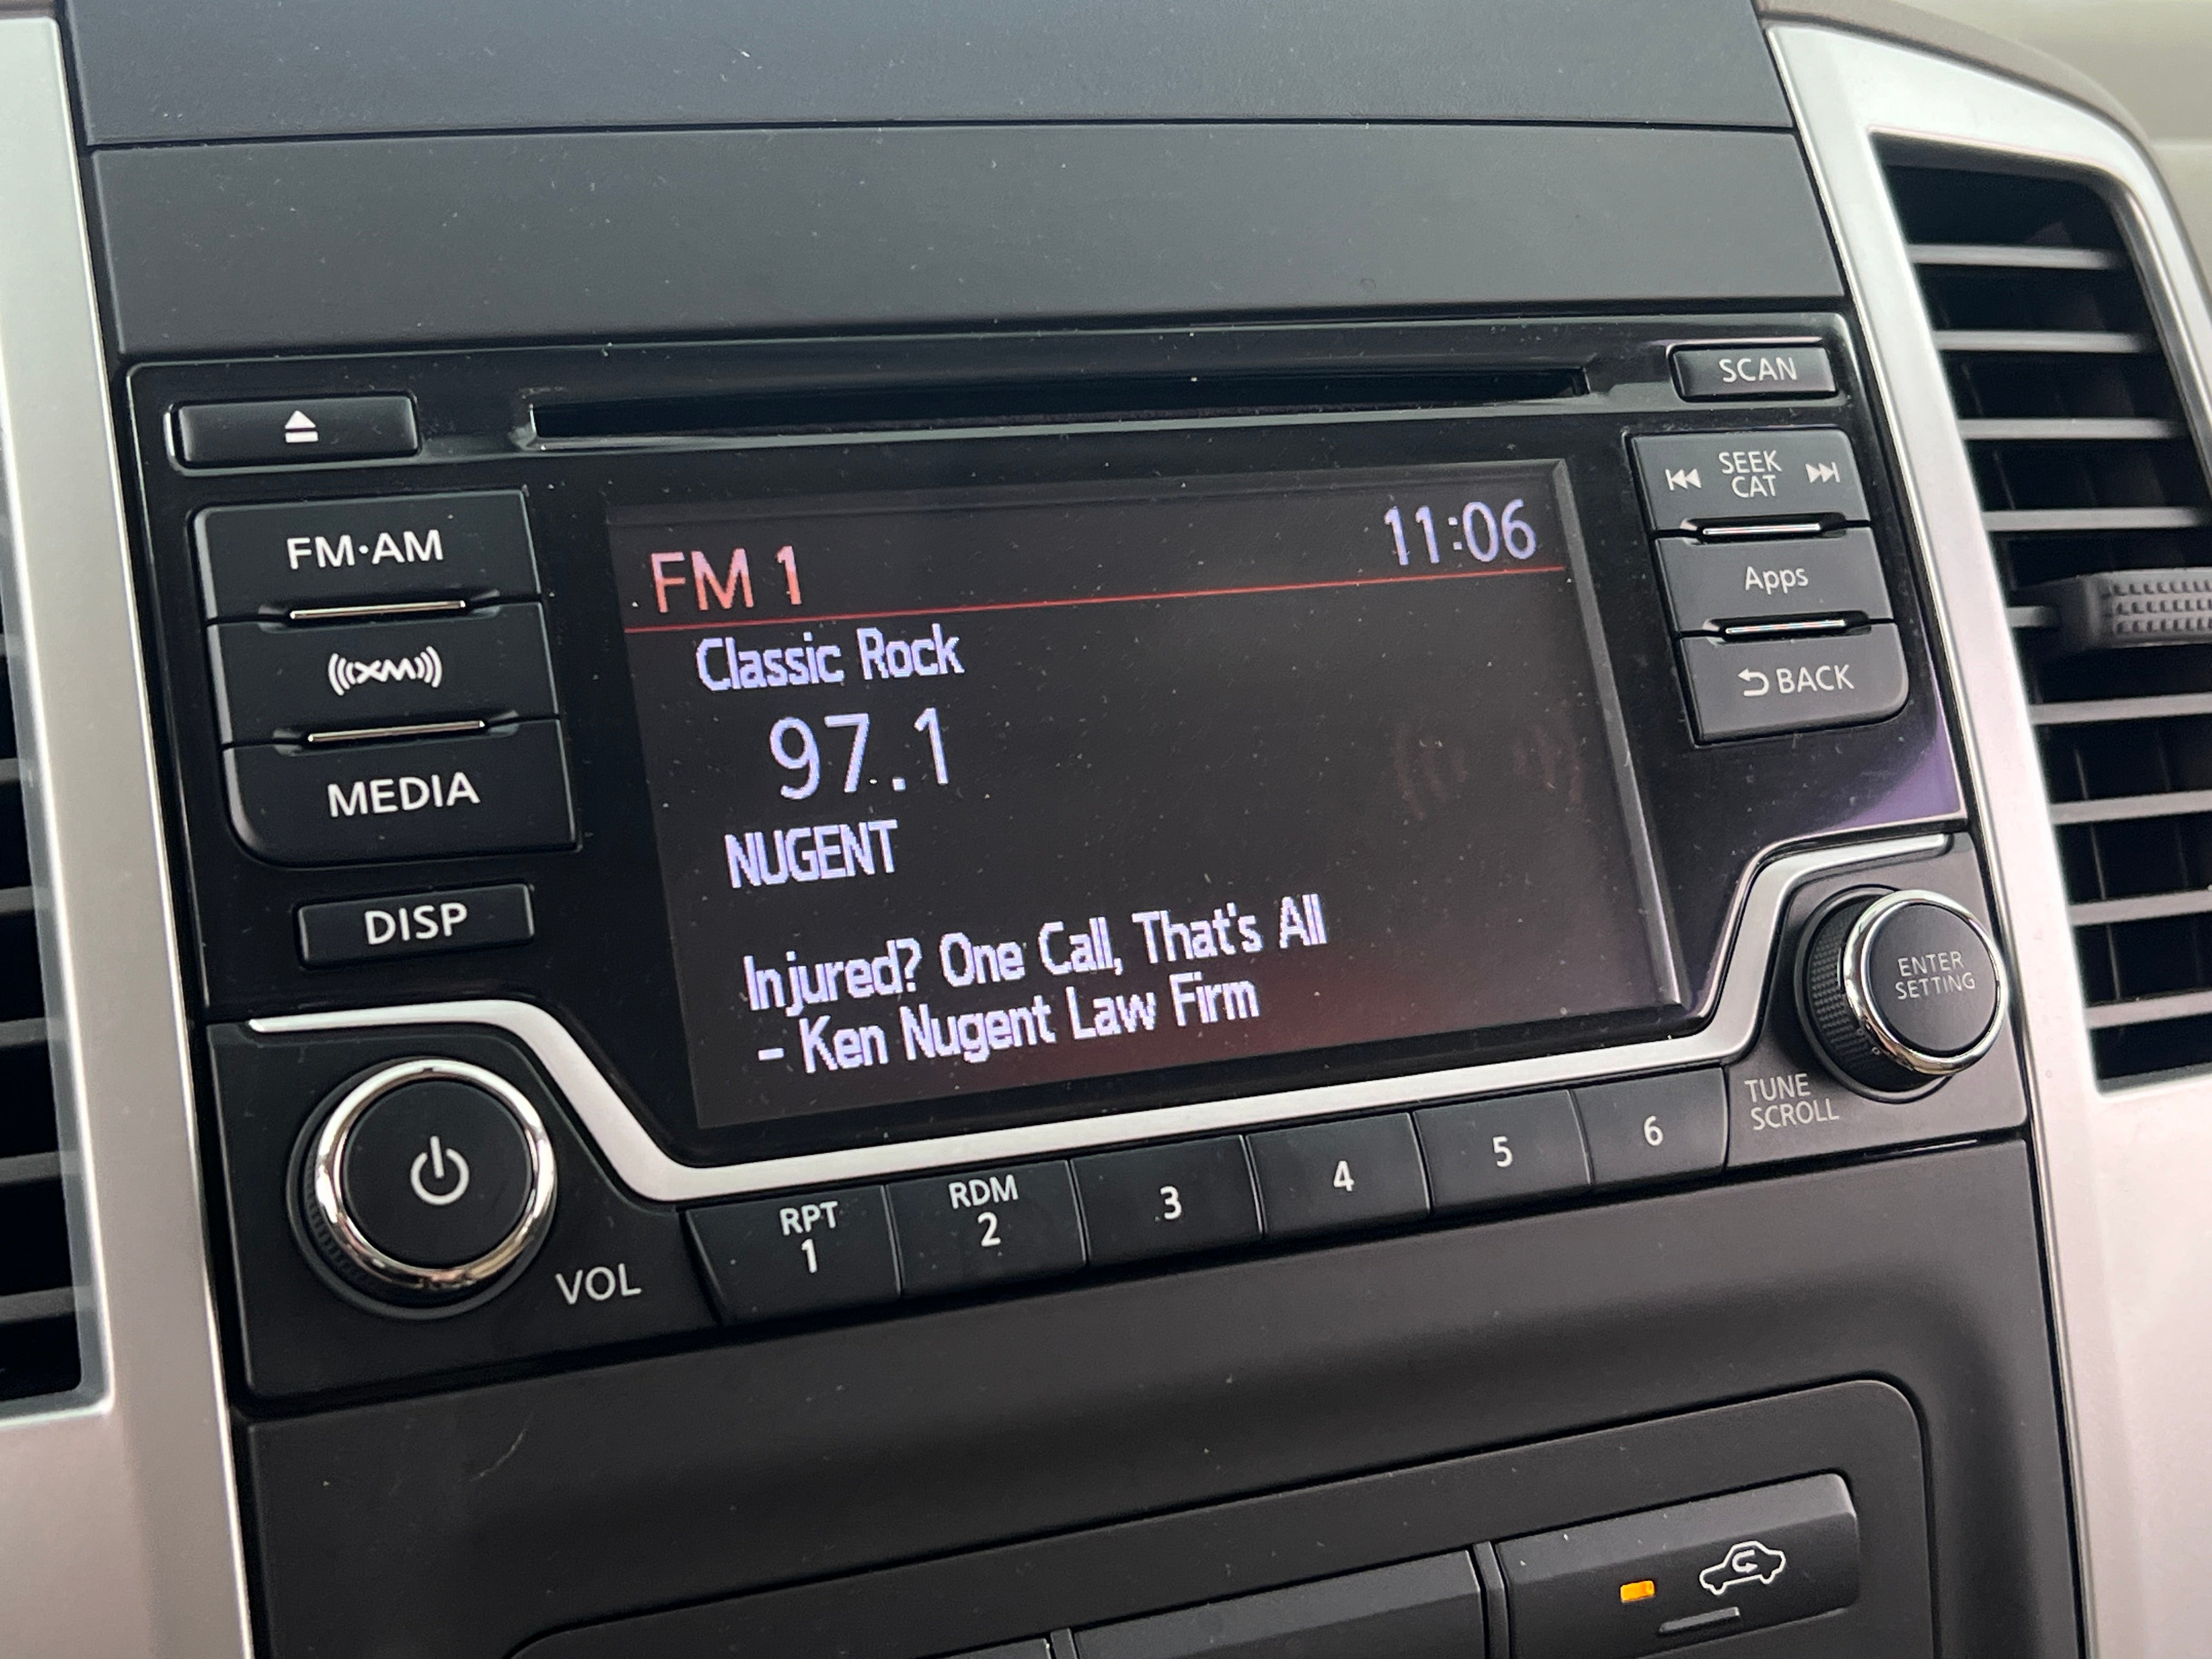 SCAN
FM·AM
XM
MEDIA
DISP
FM 1
11:06
Classic Rock
97.1
NUGENT
Injured? One Call, That's All
- Ken Nugent Law Firm
SEEK
CAT
Apps
BACK
ENTER
SETTING
TUNE
SCROLL
VOL
RPT
1
RDM
2
3
4
5
6